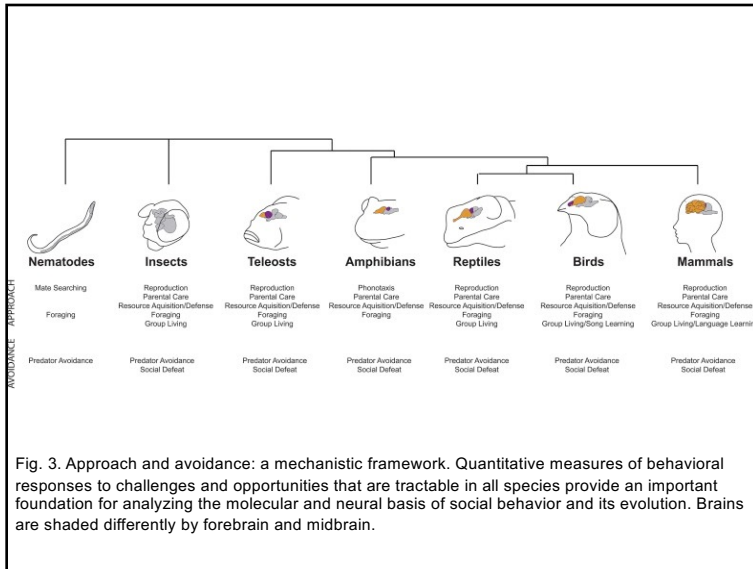 Nematodes Insects Teleosts Amphibians Reptiles Birds Mammals
APPROACH
Mate Searching Reproduction Reproduction Phonotaxis Reproduction Reproduction Reproduction
Parental Care Parental Care Parental Care Parental Care Parental Care Parental Care
Resource Aquisition/Defense Resource Aquisition/Defense Resource Aquisition/Defense Resource Aquisition/Defense Resource Aquisition/Defense Resource Aquisition/Defense
Foraging Foraging Foraging Foraging Foraging Foraging Foraging
Group Living Group Living Group Living Group Living/Song Learning Group Living/Language Learning
AVOIDANCE
Predator Avoidance Predator Avoidance Predator Avoidance Predator Avoidance Predator Avoidance Predator Avoidance Predator Avoidance
Social Defeat Social Defeat Social Defeat Social Defeat Social Defeat Social Defeat
Fig. 3. Approach and avoidance: a mechanistic framework. Quantitative measures of behavioral
responses to challenges and opportunities that are tractable in all species provide an important
foundation for analyzing the molecular and neural basis of social behavior and its evolution. Brains
are shaded differently by forebrain and midbrain.